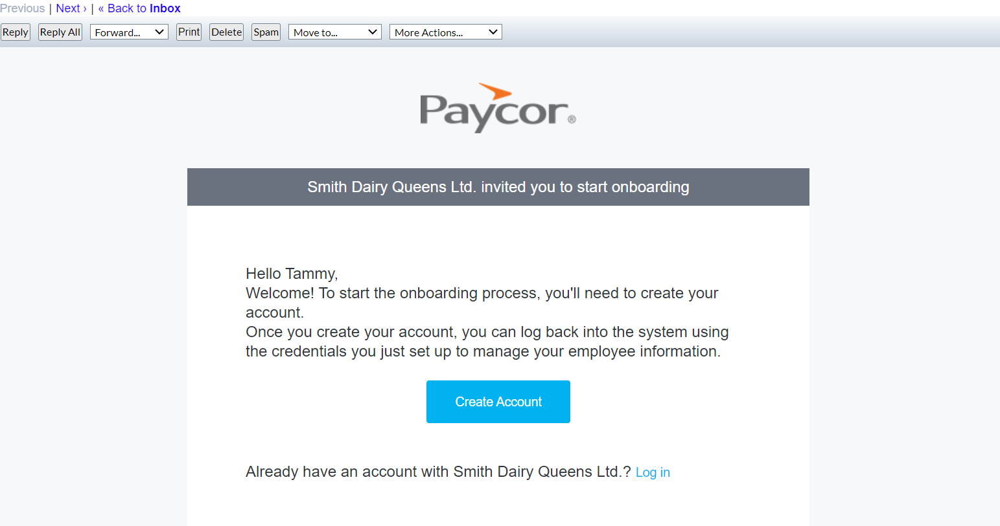 Previous | Next › | « Back to Inbox
Reply Reply All Forward... Print Delete Spam Move to... More Actions...
Paycor®
Smith Dairy Queens Ltd. invited you to start onboarding
Hello Tammy,
Welcome! To start the onboarding process, you'll need to create your
account.
Once you create your account, you can log back into the system using
the credentials you just set up to manage your employee information.
Create Account
Already have an account with Smith Dairy Queens Ltd.? Log in